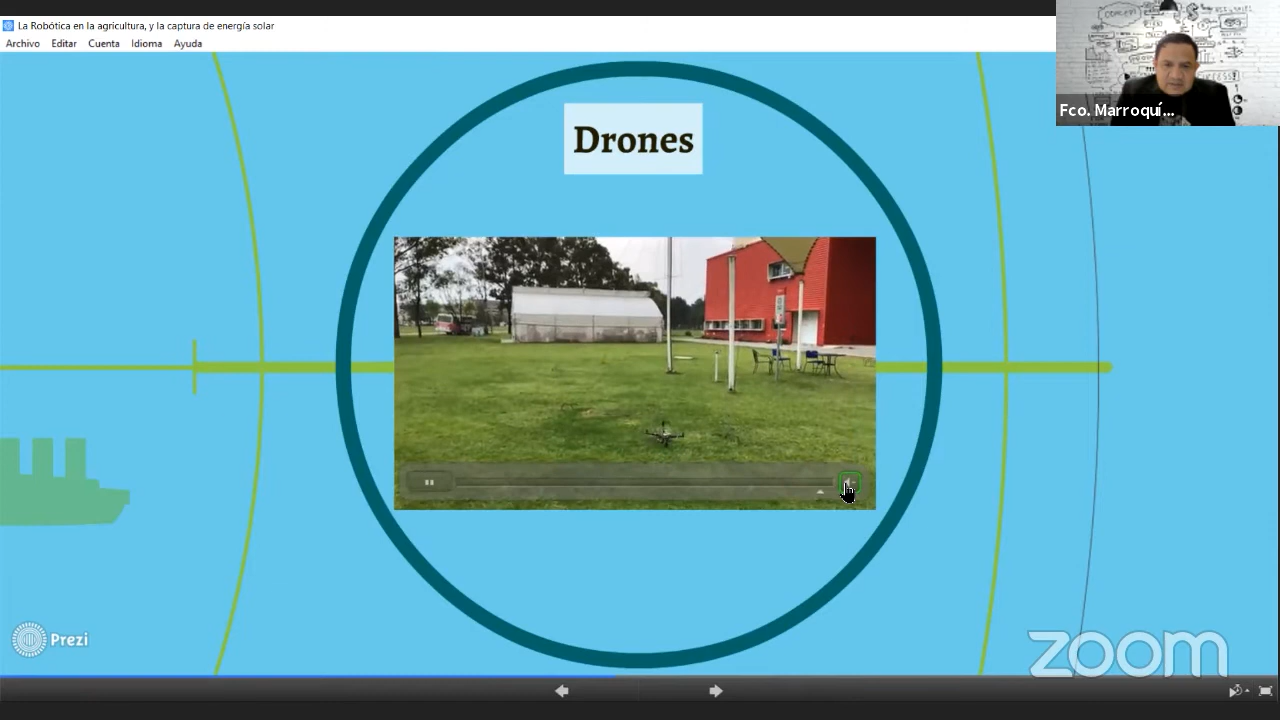 La Robótica en la agricultura, y la captura de energía solar
Archivo Editar Cuenta Idioma Ayuda
Fco. Marroquí...
Drones
Prezi
zoom